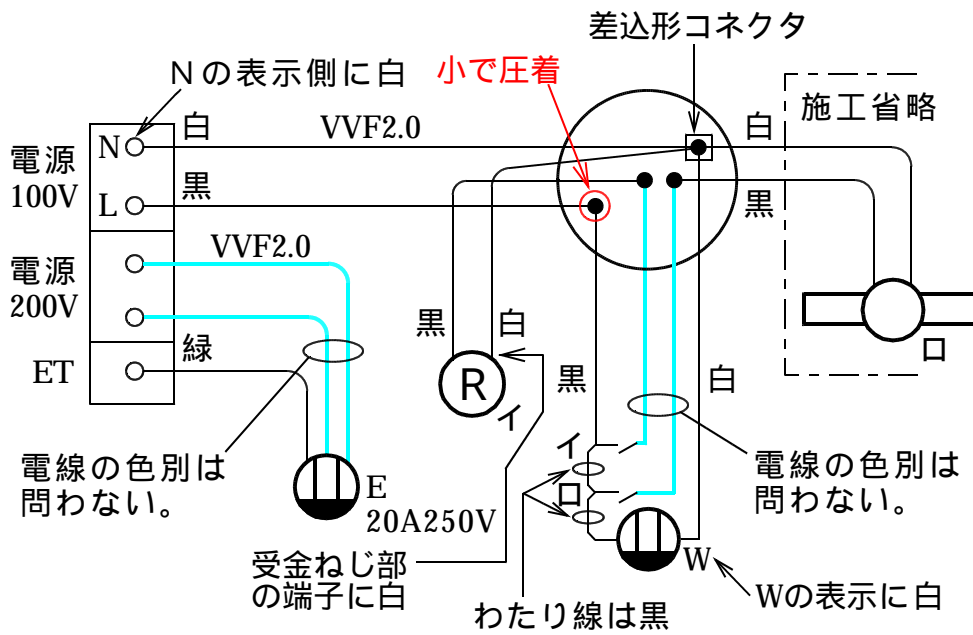 差込形コネクタ
Nの表示側に白
小で圧着
施工省略
白
VVF2.0
白
電源
100V
N
黒
L
黒
電源
200V
VVF2.0
緑
ET
黒
白
R
イ
黒
白
ロ
電線の色別は
問わない。
E
20A250V
イ
ロ
電線の色別は
問わない。
W
受金ねじ部
の端子に白
わたり線は黒
Wの表示に白